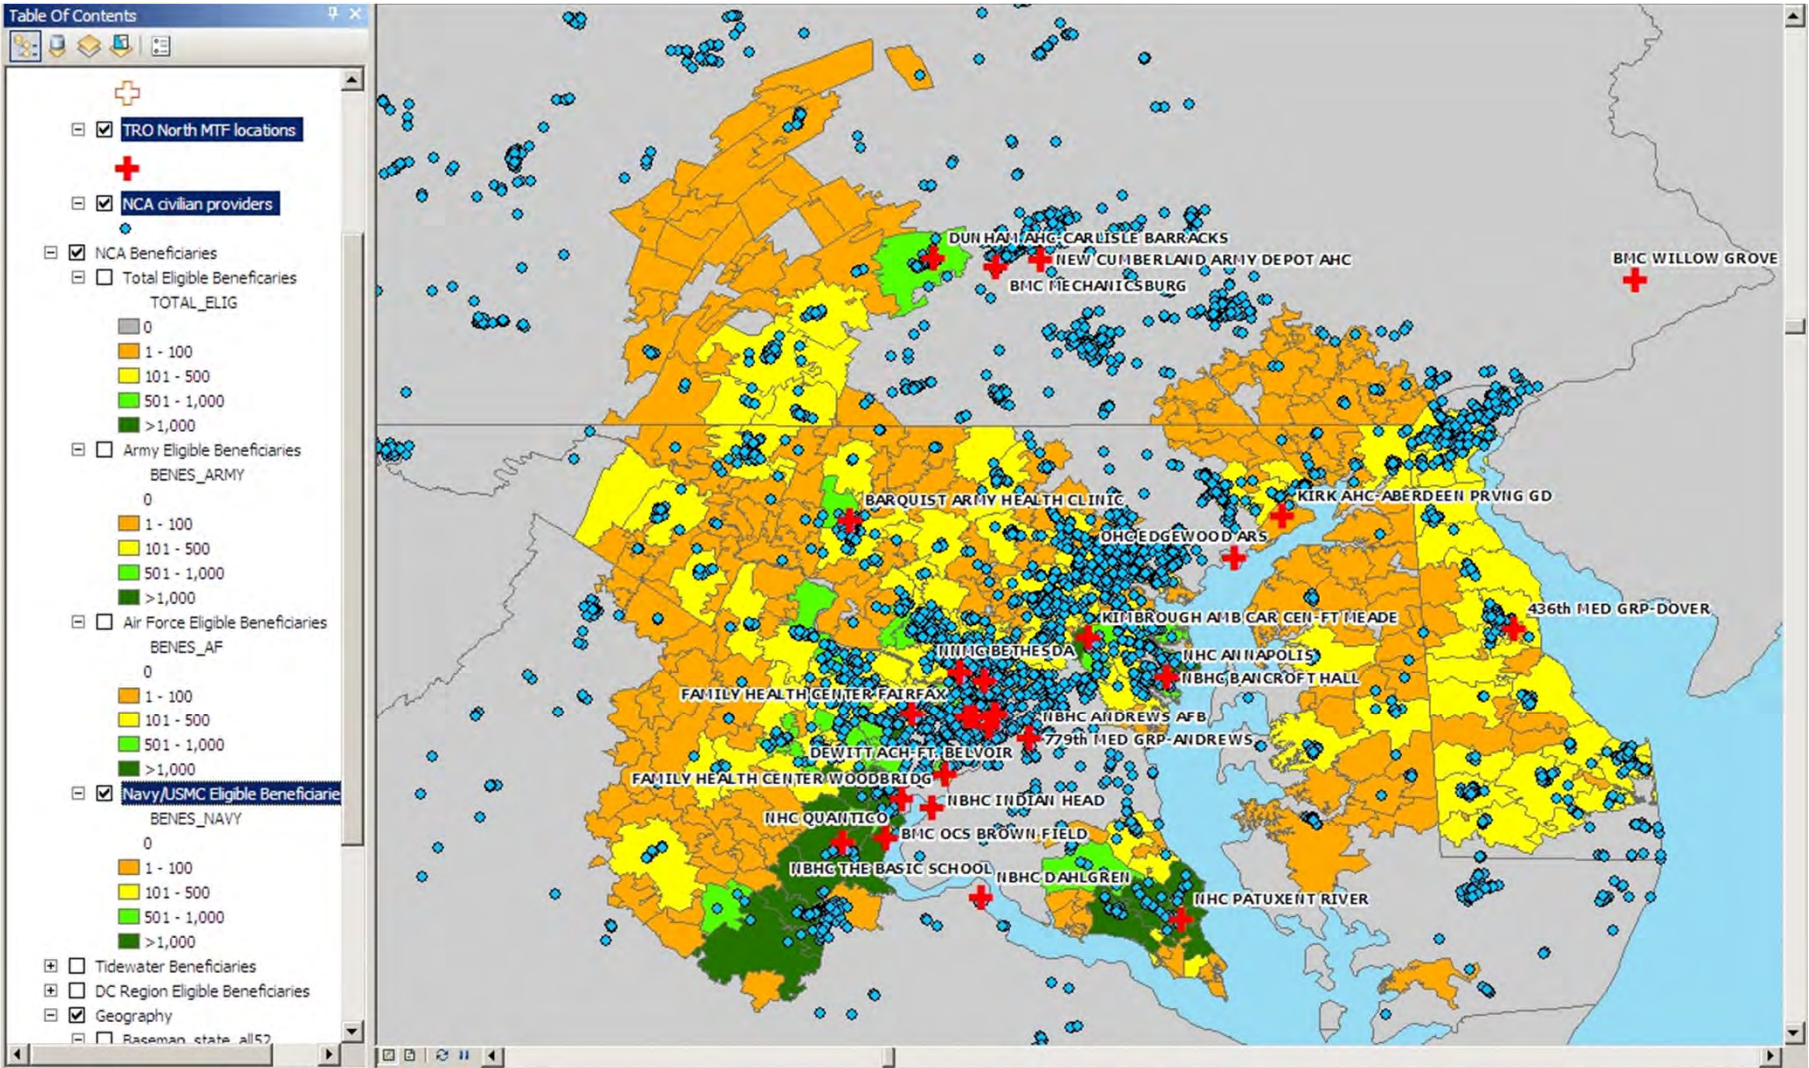 Table Of Contents
TRO North MTF locations
NCA civilian providers
NCA Beneficiaries
Total Eligible Beneficiaries
TOTAL_ELIG
0
1 - 100
101 - 500
501 - 1,000
>1,000
Army Eligible Beneficiaries
BENES_ARMY
0
1 - 100
101 - 500
501 - 1,000
>1,000
Air Force Eligible Beneficiaries
BENES_AF
0
1 - 100
101 - 500
501 - 1,000
>1,000
Navy/USMC Eligible Beneficiarie
BENES_NAVY
0
1 - 100
101 - 500
501 - 1,000
>1,000
Tidewater Beneficiaries
DC Region Eligible Beneficiaries
Geography
Basemap_state_all52
DUNHAM AHC-CARLISLE BARRACKS
NEW CUMBERLAND ARMY DEPOT AHC
BMC MECHANICSBURG
BMC WILLOW GROVE
BARQUIST ARMY HEALTH CLINIC
KIRK AHC-ABERDEEN PRVNG GD
OHC EDGEWOOD ARS
436th MED GRP-DOVER
KIMBROUGH AMB CAR CEN-FT MEADE
NNMC BETHESDA
NHC ANNAPOLIS
NBHC BANCROFT HALL
FAMILY HEALTH CENTER FAIRFAX
NBHC ANDREWS AFB
779th MED GRP-ANDREWS
DEWITT ACH-FT. BELVOIR
FAMILY HEALTH CENTER WOODBRIDG
NBHC INDIAN HEAD
NHC QUANTICO
BMC OCS BROWN FIELD
NBHC THE BASIC SCHOOL
NBHC DAHLGREN
NHC PATUXENT RIVER